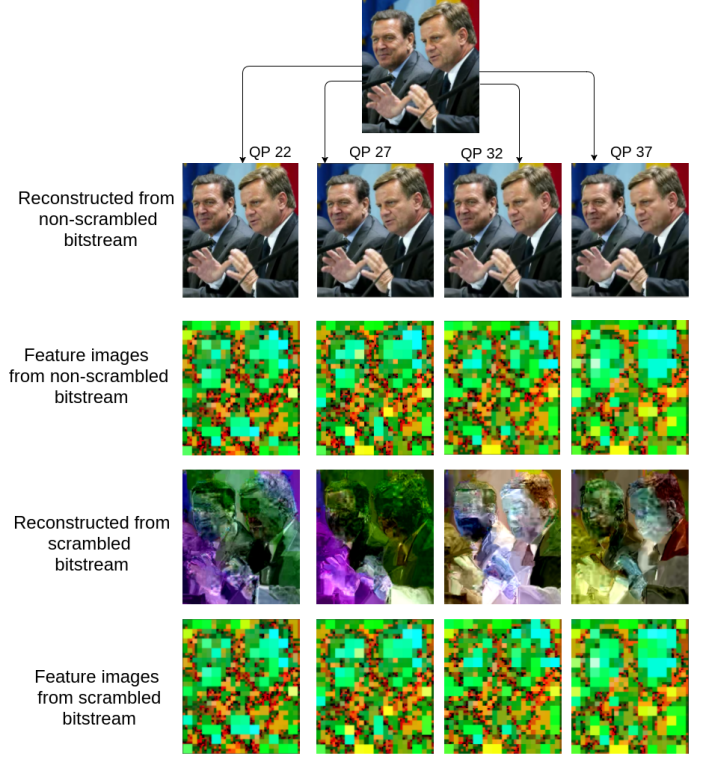 QP 22
QP 27
QP 32
QP 37
Reconstructed from
non-scrambled
bitstream
Feature images
from non-scrambled
bitstream
Reconstructed from
scrambled
bitstream
Feature images
from scrambled
bitstream